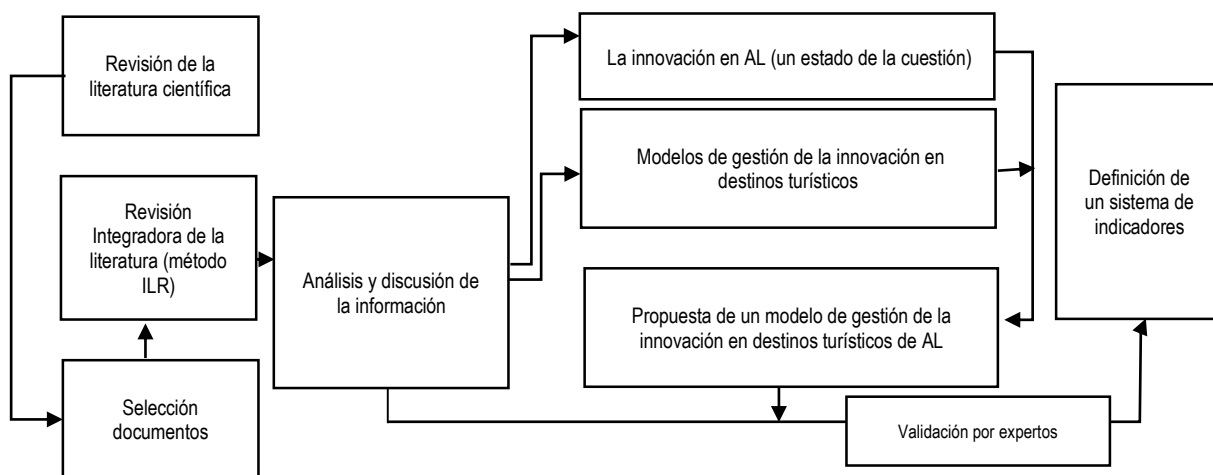 Revisión de la
literatura científica
Revisión
Integradora de la
literatura (método
ILR)
Selección
documentos
Análisis y discusión de
la información
La innovación en AL (un estado de la cuestión)
Modelos de gestión de la innovación en
destinos turísticos
Propuesta de un modelo de gestión de la
innovación en destinos turísticos de AL
Validación por expertos
Definición de
un sistema de
indicadores